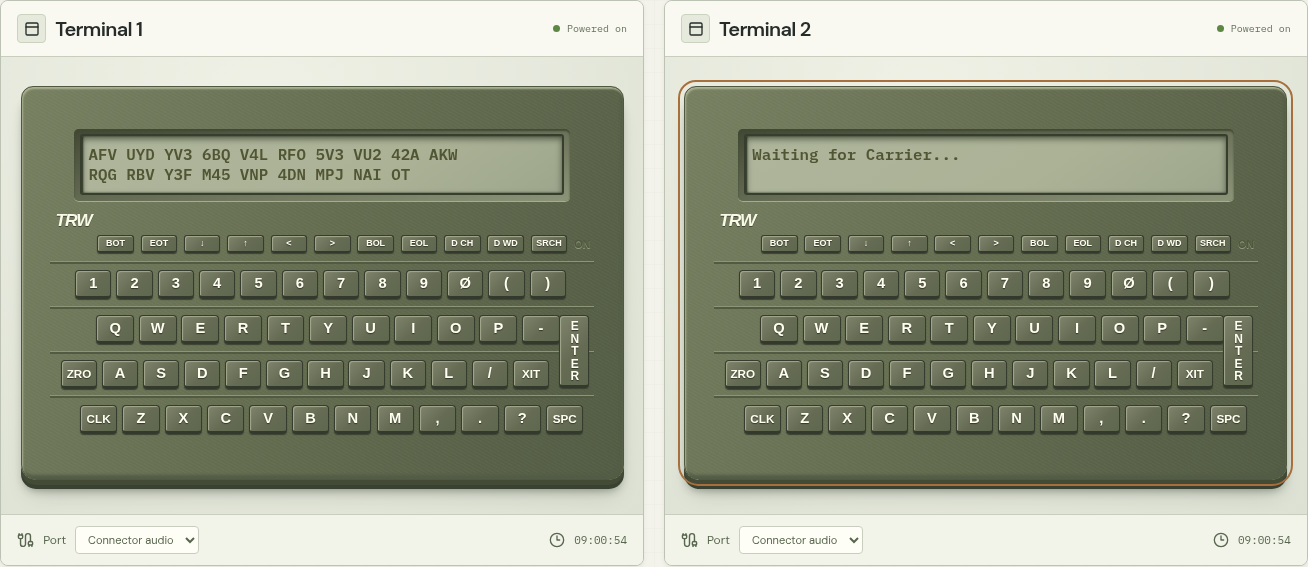 Terminal 1
Powered on
AFV UYD YV3 6BQ V4L RFO 5V3 VU2 42A AKW
RQG RBV Y3F M45 VNP 4DN MPJ NAI OT
TRW
BOT EOT ↓ ↑ < > BOL EOL D CH D WD SRCH ON
1 2 3 4 5 6 7 8 9 Ø ( )
Q W E R T Y U I O P -
ENTER
ZRO A S D F G H J K L / XIT
CLK Z X C V B N M , . ? SPC
Port Connector audio
09:00:54
Terminal 2
Powered on
Waiting for Carrier...
TRW
BOT EOT ↓ ↑ < > BOL EOL D CH D WD SRCH ON
1 2 3 4 5 6 7 8 9 Ø ( )
Q W E R T Y U I O P -
ENTER
ZRO A S D F G H J K L / XIT
CLK Z X C V B N M , . ? SPC
Port Connector audio
09:00:54